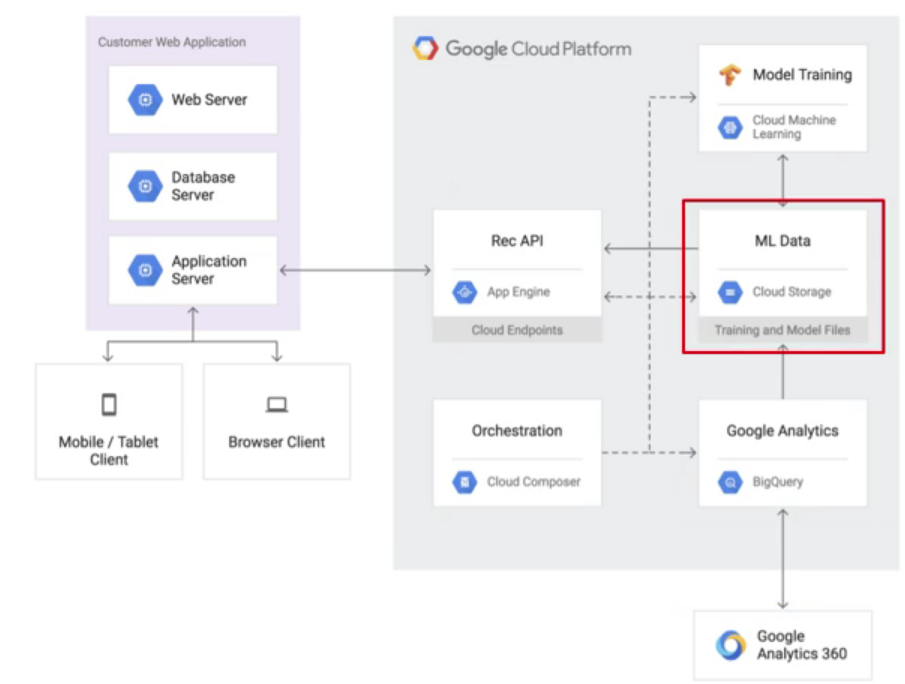 Customer Web Application
Web Server
Database
Server
Application
Server
Mobile / Tablet
Client
Browser Client
Google Cloud Platform
Model Training
Cloud Machine
Learning
Rec API
App Engine
Cloud Endpoints
ML Data
Cloud Storage
Training and Model Files
Orchestration
Cloud Composer
Google Analytics
BigQuery
Google
Analytics 360